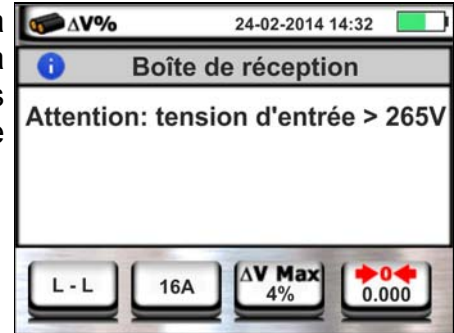 ΔV%
24-02-2014 14:32
Boîte de réception
Attention: tension d'entrée > 265V
L - L
16A
ΔV Max
4%
0
0.000